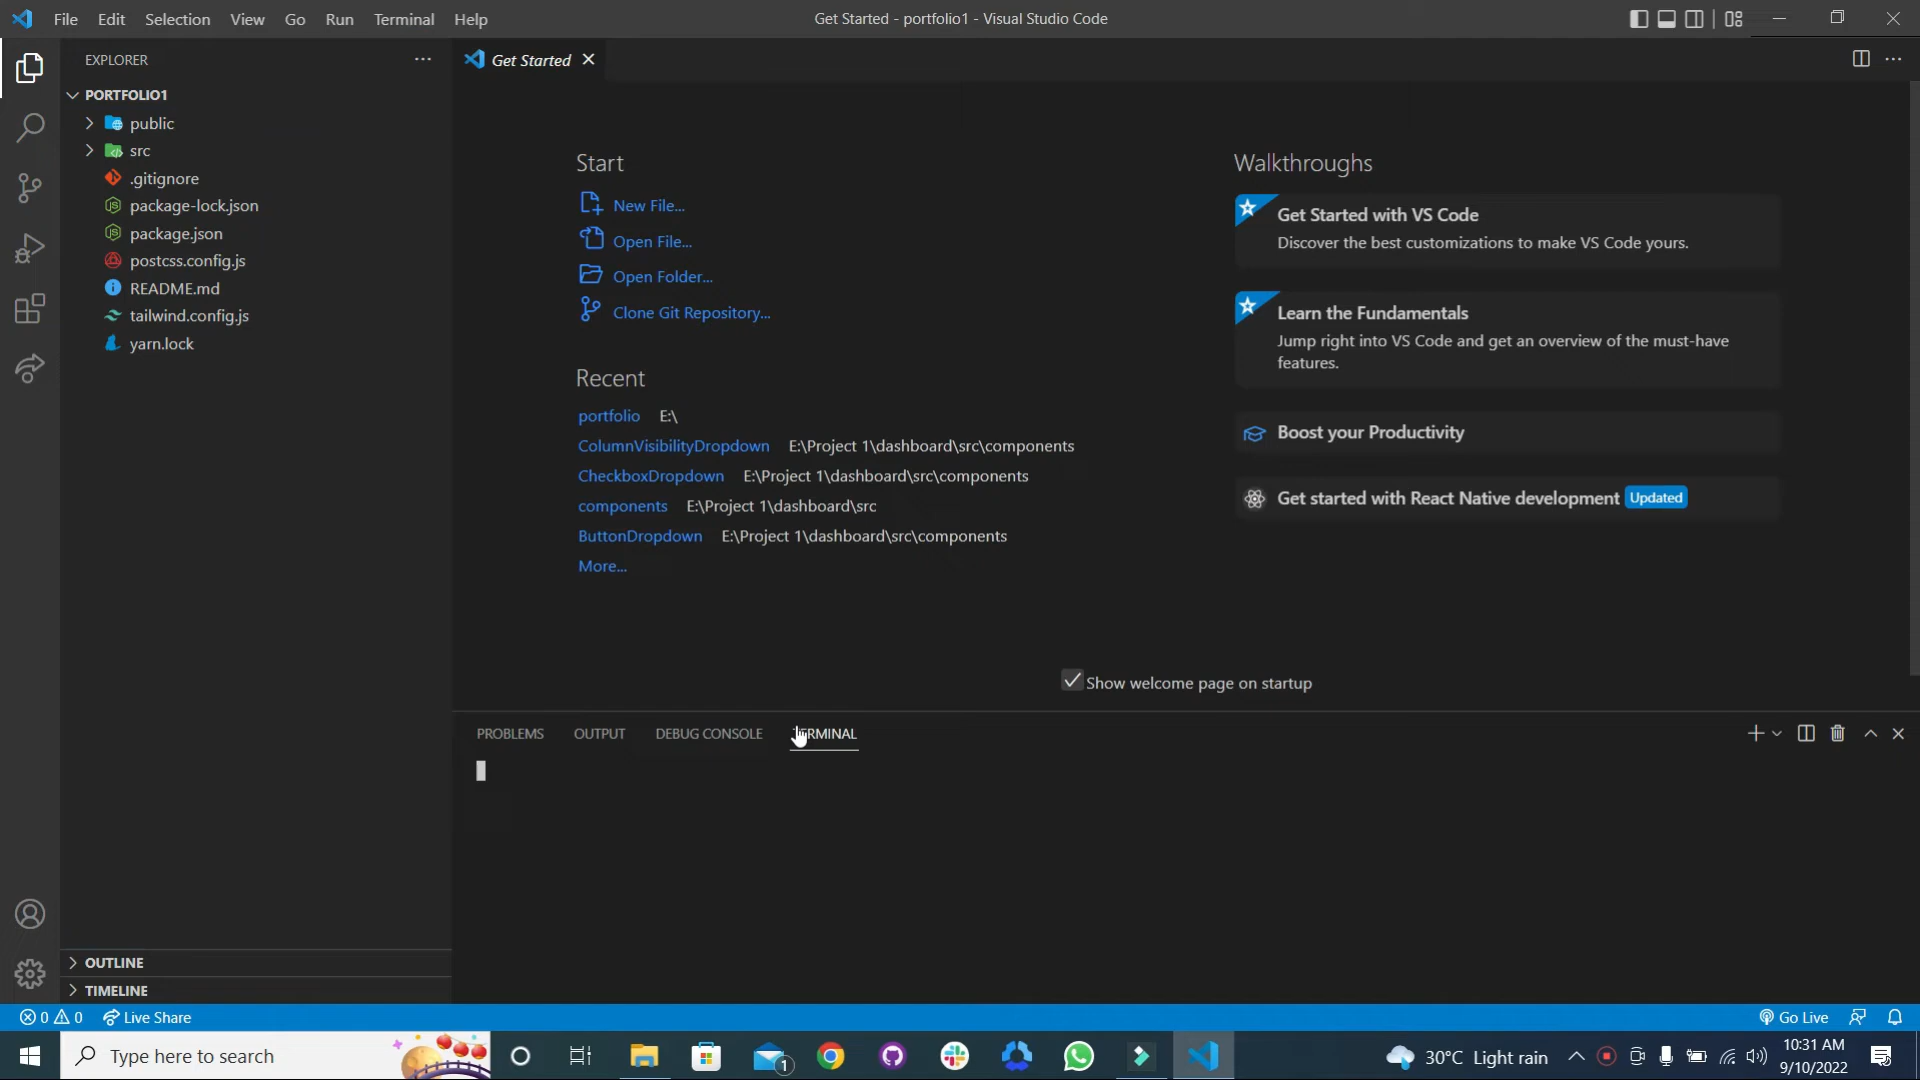 File Edit Selection View Go Run Terminal Help
Get Started - portfolio1 - Visual Studio Code
EXPLORER
Get Started
PORTFOLIO1
public
src
.gitignore
package-lock.json
package.json
postcss.config.js
README.md
tailwind.config.js
yarn.lock
Start
New File...
Open File...
Open Folder...
Clone Git Repository...
Recent
portfolio E:\
ColumnVisibilityDropdown E:\Project 1\dashboard\src\components
CheckboxDropdown E:\Project 1\dashboard\src\components
components E:\Project 1\dashboard\src
ButtonDropdown E:\Project 1\dashboard\src\components
More...
Walkthroughs
Get Started with VS Code
Discover the best customizations to make VS Code yours.
Learn the Fundamentals
Jump right into VS Code and get an overview of the must-have
features.
Boost your Productivity
Get started with React Native development Updated
Show welcome page on startup
PROBLEMS OUTPUT DEBUG CONSOLE TERMINAL
OUTLINE
TIMELINE
0 0 Live Share
Go Live
Type here to search
1
30°C Light rain
10:31 AM
9/10/2022